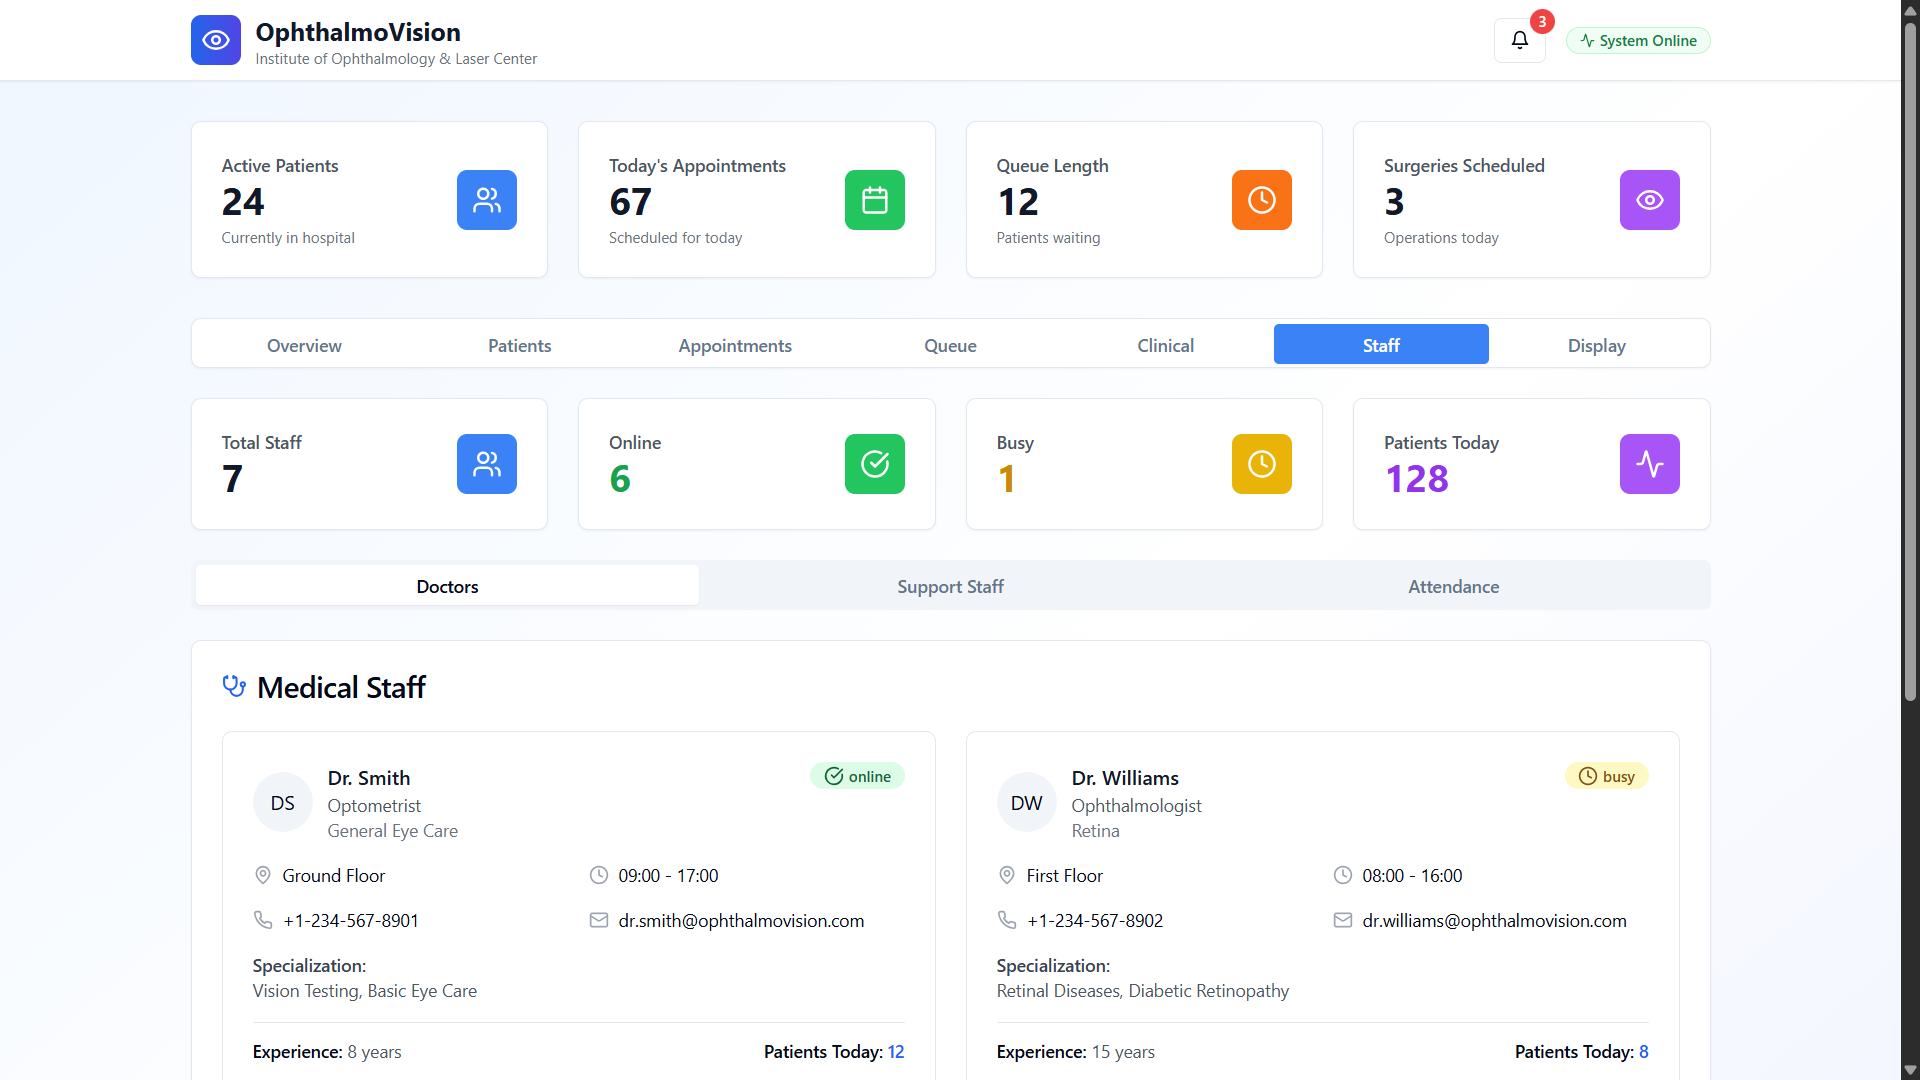 OphthalmoVision
Institute of Ophthalmology & Laser Center
3
System Online
Active Patients
24
Currently in hospital
Today's Appointments
67
Scheduled for today
Queue Length
12
Patients waiting
Surgeries Scheduled
3
Operations today
Overview
Patients
Appointments
Queue
Clinical
Staff
Display
Total Staff
7
Online
6
Busy
1
Patients Today
128
Doctors
Support Staff
Attendance
Medical Staff
DS
Dr. Smith
Optometrist
General Eye Care
online
Ground Floor
09:00 - 17:00
+1-234-567-8901
dr.smith@ophthalmovision.com
Specialization:
Vision Testing, Basic Eye Care
Experience: 8 years
Patients Today: 12
DW
Dr. Williams
Ophthalmologist
Retina
busy
First Floor
08:00 - 16:00
+1-234-567-8902
dr.williams@ophthalmovision.com
Specialization:
Retinal Diseases, Diabetic Retinopathy
Experience: 15 years
Patients Today: 8